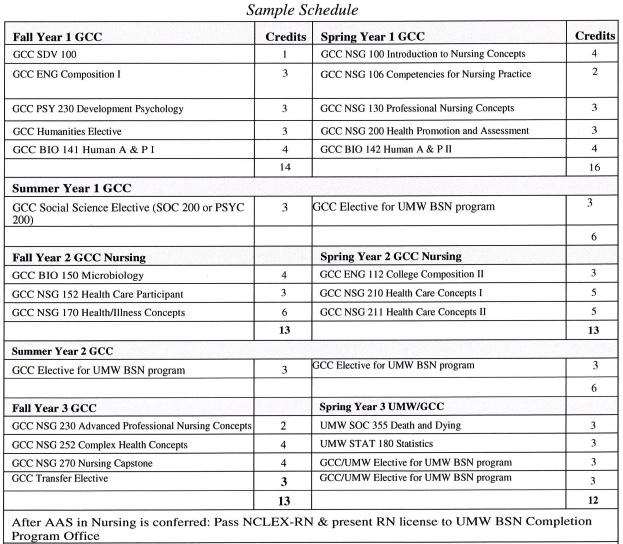 Sample Schedule
Fall Year 1 GCC Credits Spring Year 1 GCC Credits
GCC SDV 100 1 GCC NSG 100 Introduction to Nursing Concepts 4
GCC ENG Composition I 3 GCC NSG 106 Competencies for Nursing Practice 2
GCC PSY 230 Development Psychology 3 GCC NSG 130 Professional Nursing Concepts 3
GCC Humanities Elective 3 GCC NSG 200 Health Promotion and Assessment 3
GCC BIO 141 Human A & P I 4 GCC BIO 142 Human A & P II 4
14 16
Summer Year 1 GCC
GCC Social Science Elective (SOC 200 or PSYC 3 GCC Elective for UMW BSN program 3
200)
6
Fall Year 2 GCC Nursing Spring Year 2 GCC Nursing
GCC BIO 150 Microbiology 4 GCC ENG 112 College Composition II 3
GCC NSG 152 Health Care Participant 3 GCC NSG 210 Health Care Concepts I 5
GCC NSG 170 Health/Illness Concepts 6 GCC NSG 211 Health Care Concepts II 5
13 13
Summer Year 2 GCC
GCC Elective for UMW BSN program 3 GCC Elective for UMW BSN program 3
6
Fall Year 3 GCC Spring Year 3 UMW/GCC
GCC NSG 230 Advanced Professional Nursing Concepts 2 UMW SOC 355 Death and Dying 3
GCC NSG 252 Complex Health Concepts 4 UMW STAT 180 Statistics 3
GCC NSG 270 Nursing Capstone 4 GCC/UMW Elective for UMW BSN program 3
GCC Transfer Elective 3 GCC/UMW Elective for UMW BSN program 3
13 12
After AAS in Nursing is conferred: Pass NCLEX-RN & present RN license to UMW BSN Completion
Program Office